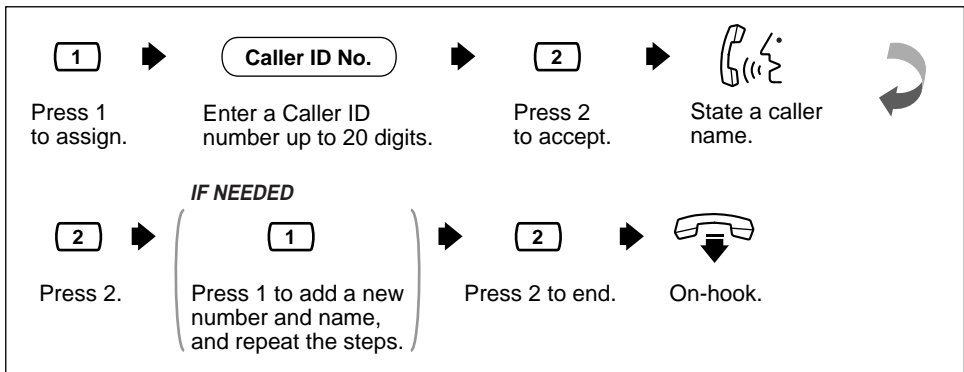 1
Caller ID No.
2
Press 1
to assign.
Enter a Caller ID
number up to 20 digits.
Press 2
to accept.
State a caller
name.
IF NEEDED
2
1
2
Press 2.
Press 1 to add a new
number and name,
and repeat the steps.
Press 2 to end.
On-hook.